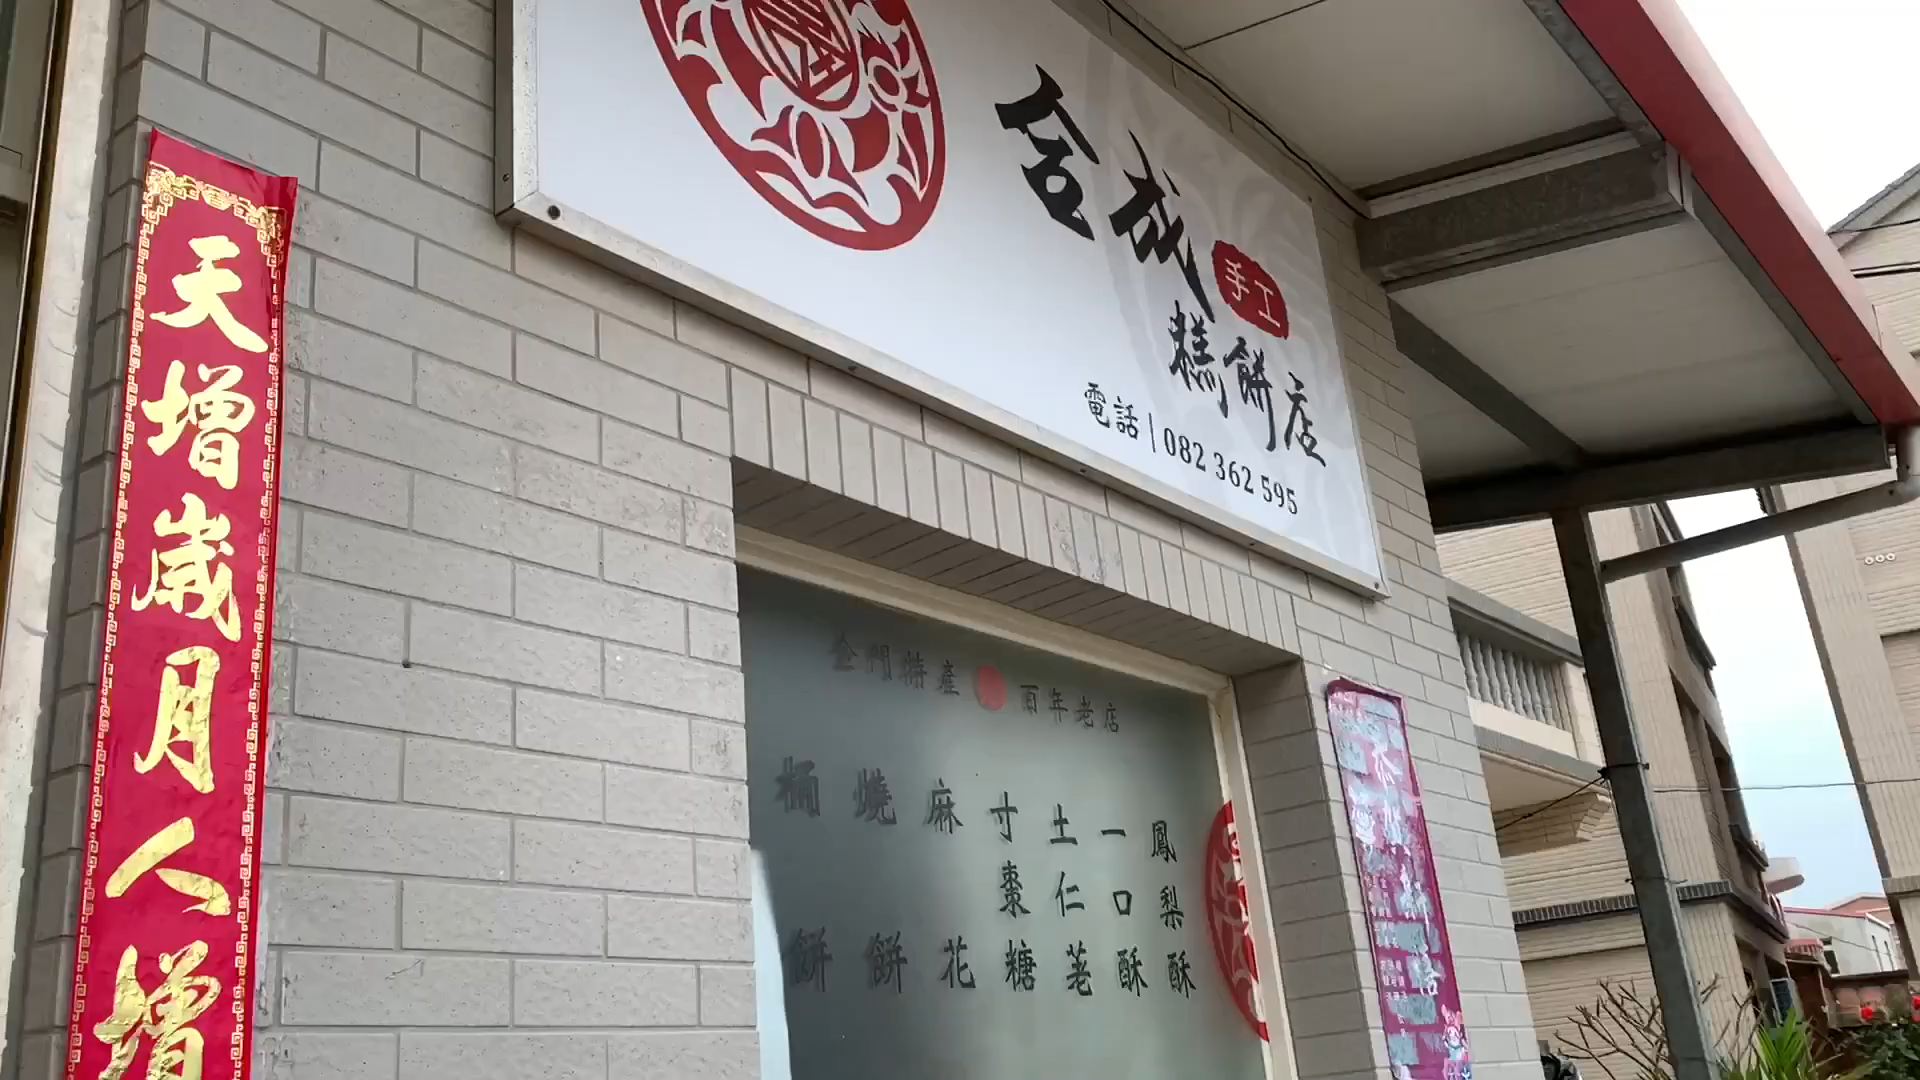 合成
手工
糕餅店
電話 | 082 362 595
天增歲月人增
金門特產 百年老店
桶餅
燒餅
麻花
寸棗糖
土仁荖
一口酥
鳳梨酥